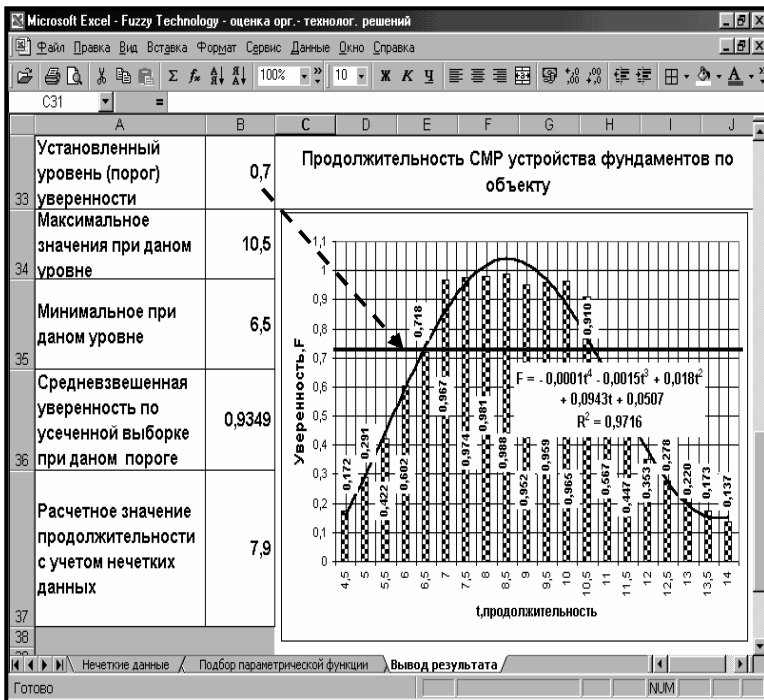 Microsoft Excel - Fuzzy Technology - оценка орг.- технолог. решений
Файл Правка Вид Вставка Формат Сервис Данные Окно Справка
100% 10 Ж К Ч
C31 =
A B C D E F G H I J
33 Установленный уровень (порог) уверенности 0,7
34 Максимальное значения при даном уровне 10,5
35 Минимальное при даном уровне 6,5
36 Средневзвешенная уверенность по усеченной выборке при даном пороге 0,9349
37 Расчетное значение продолжительности с учетом нечетких данных 7,9
38
Продолжительность СМР устройства фундаментов по
объекту
Уверенность,F
1,1
1
0,9
0,8
0,7
0,6
0,5
0,4
0,3
0,2
0,1
0
0,172 0,291 0,422 0,602 0,718 0,967 0,974 0,981 0,988 0,952 0,959 0,965 0,910 0,567 0,447 0,353 0,278 0,220 0,173 0,137
F = - 0,0001t⁴ - 0,0015t³ + 0,018t²
+ 0,0943t + 0,0507
R² = 0,9716
4,5 5 5,5 6 6,5 7 7,5 8 8,5 9 9,5 10 10,5 11 11,5 12 12,5 13 13,5 14
t,продолжительность
Нечеткие данные / Подбор параметрической функции \ Вывод результата /
Готово NUM